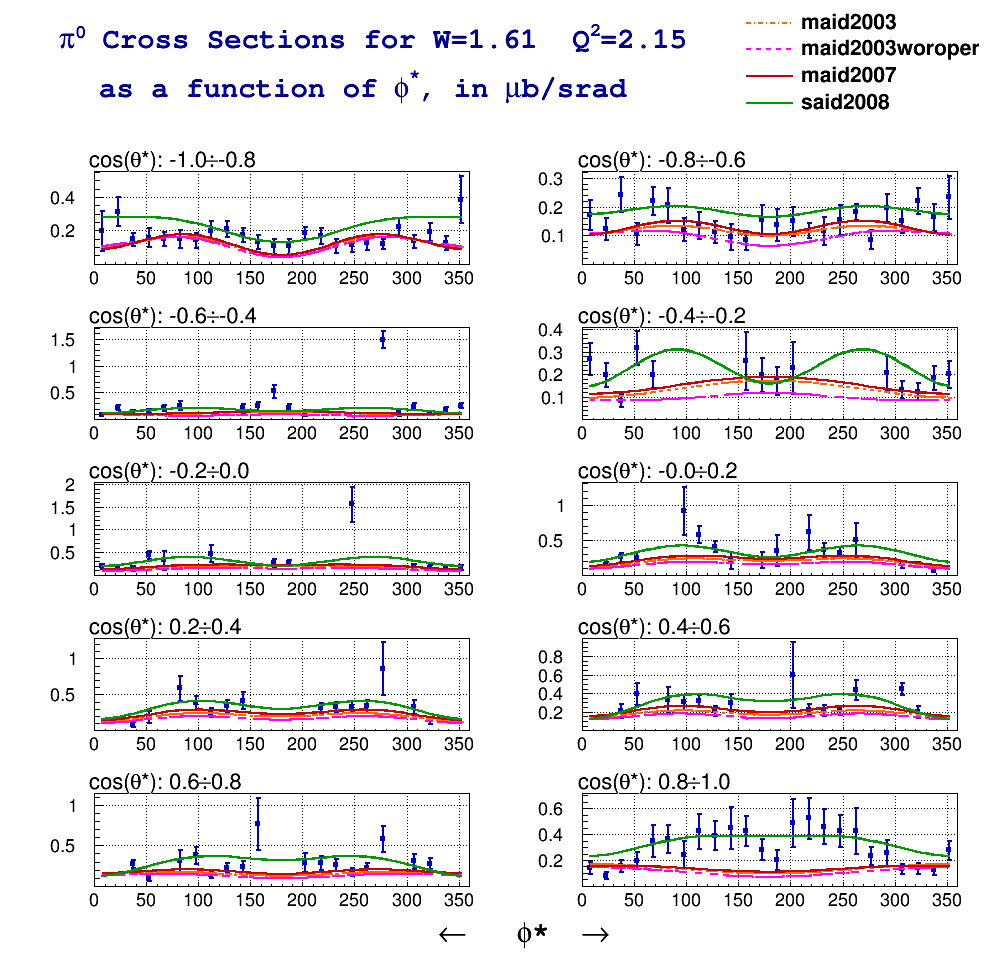 π⁰ Cross Sections for W=1.61 Q²=2.15
as a function of ϕ*, in μb/srad
maid2003
maid2003woroper
maid2007
said2008
cos(θ*): -1.0÷-0.8
0.4
0.2
0 50 100 150 200 250 300 350
cos(θ*): -0.8÷-0.6
0.3
0.2
0.1
0 50 100 150 200 250 300 350
cos(θ*): -0.6÷-0.4
1.5
1
0.5
0 50 100 150 200 250 300 350
cos(θ*): -0.4÷-0.2
0.4
0.3
0.2
0.1
0 50 100 150 200 250 300 350
cos(θ*): -0.2÷0.0
2
1.5
1
0.5
0 50 100 150 200 250 300 350
cos(θ*): -0.0÷0.2
1
0.5
0 50 100 150 200 250 300 350
cos(θ*): 0.2÷0.4
1
0.5
0 50 100 150 200 250 300 350
cos(θ*): 0.4÷0.6
0.8
0.6
0.4
0.2
0 50 100 150 200 250 300 350
cos(θ*): 0.6÷0.8
1
0.5
0 50 100 150 200 250 300 350
cos(θ*): 0.8÷1.0
0.6
0.4
0.2
0 50 100 150 200 250 300 350
← ϕ* →